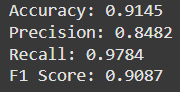 Accuracy: 0.9145
Precision: 0.8482
Recall: 0.9784
F1 Score: 0.9087